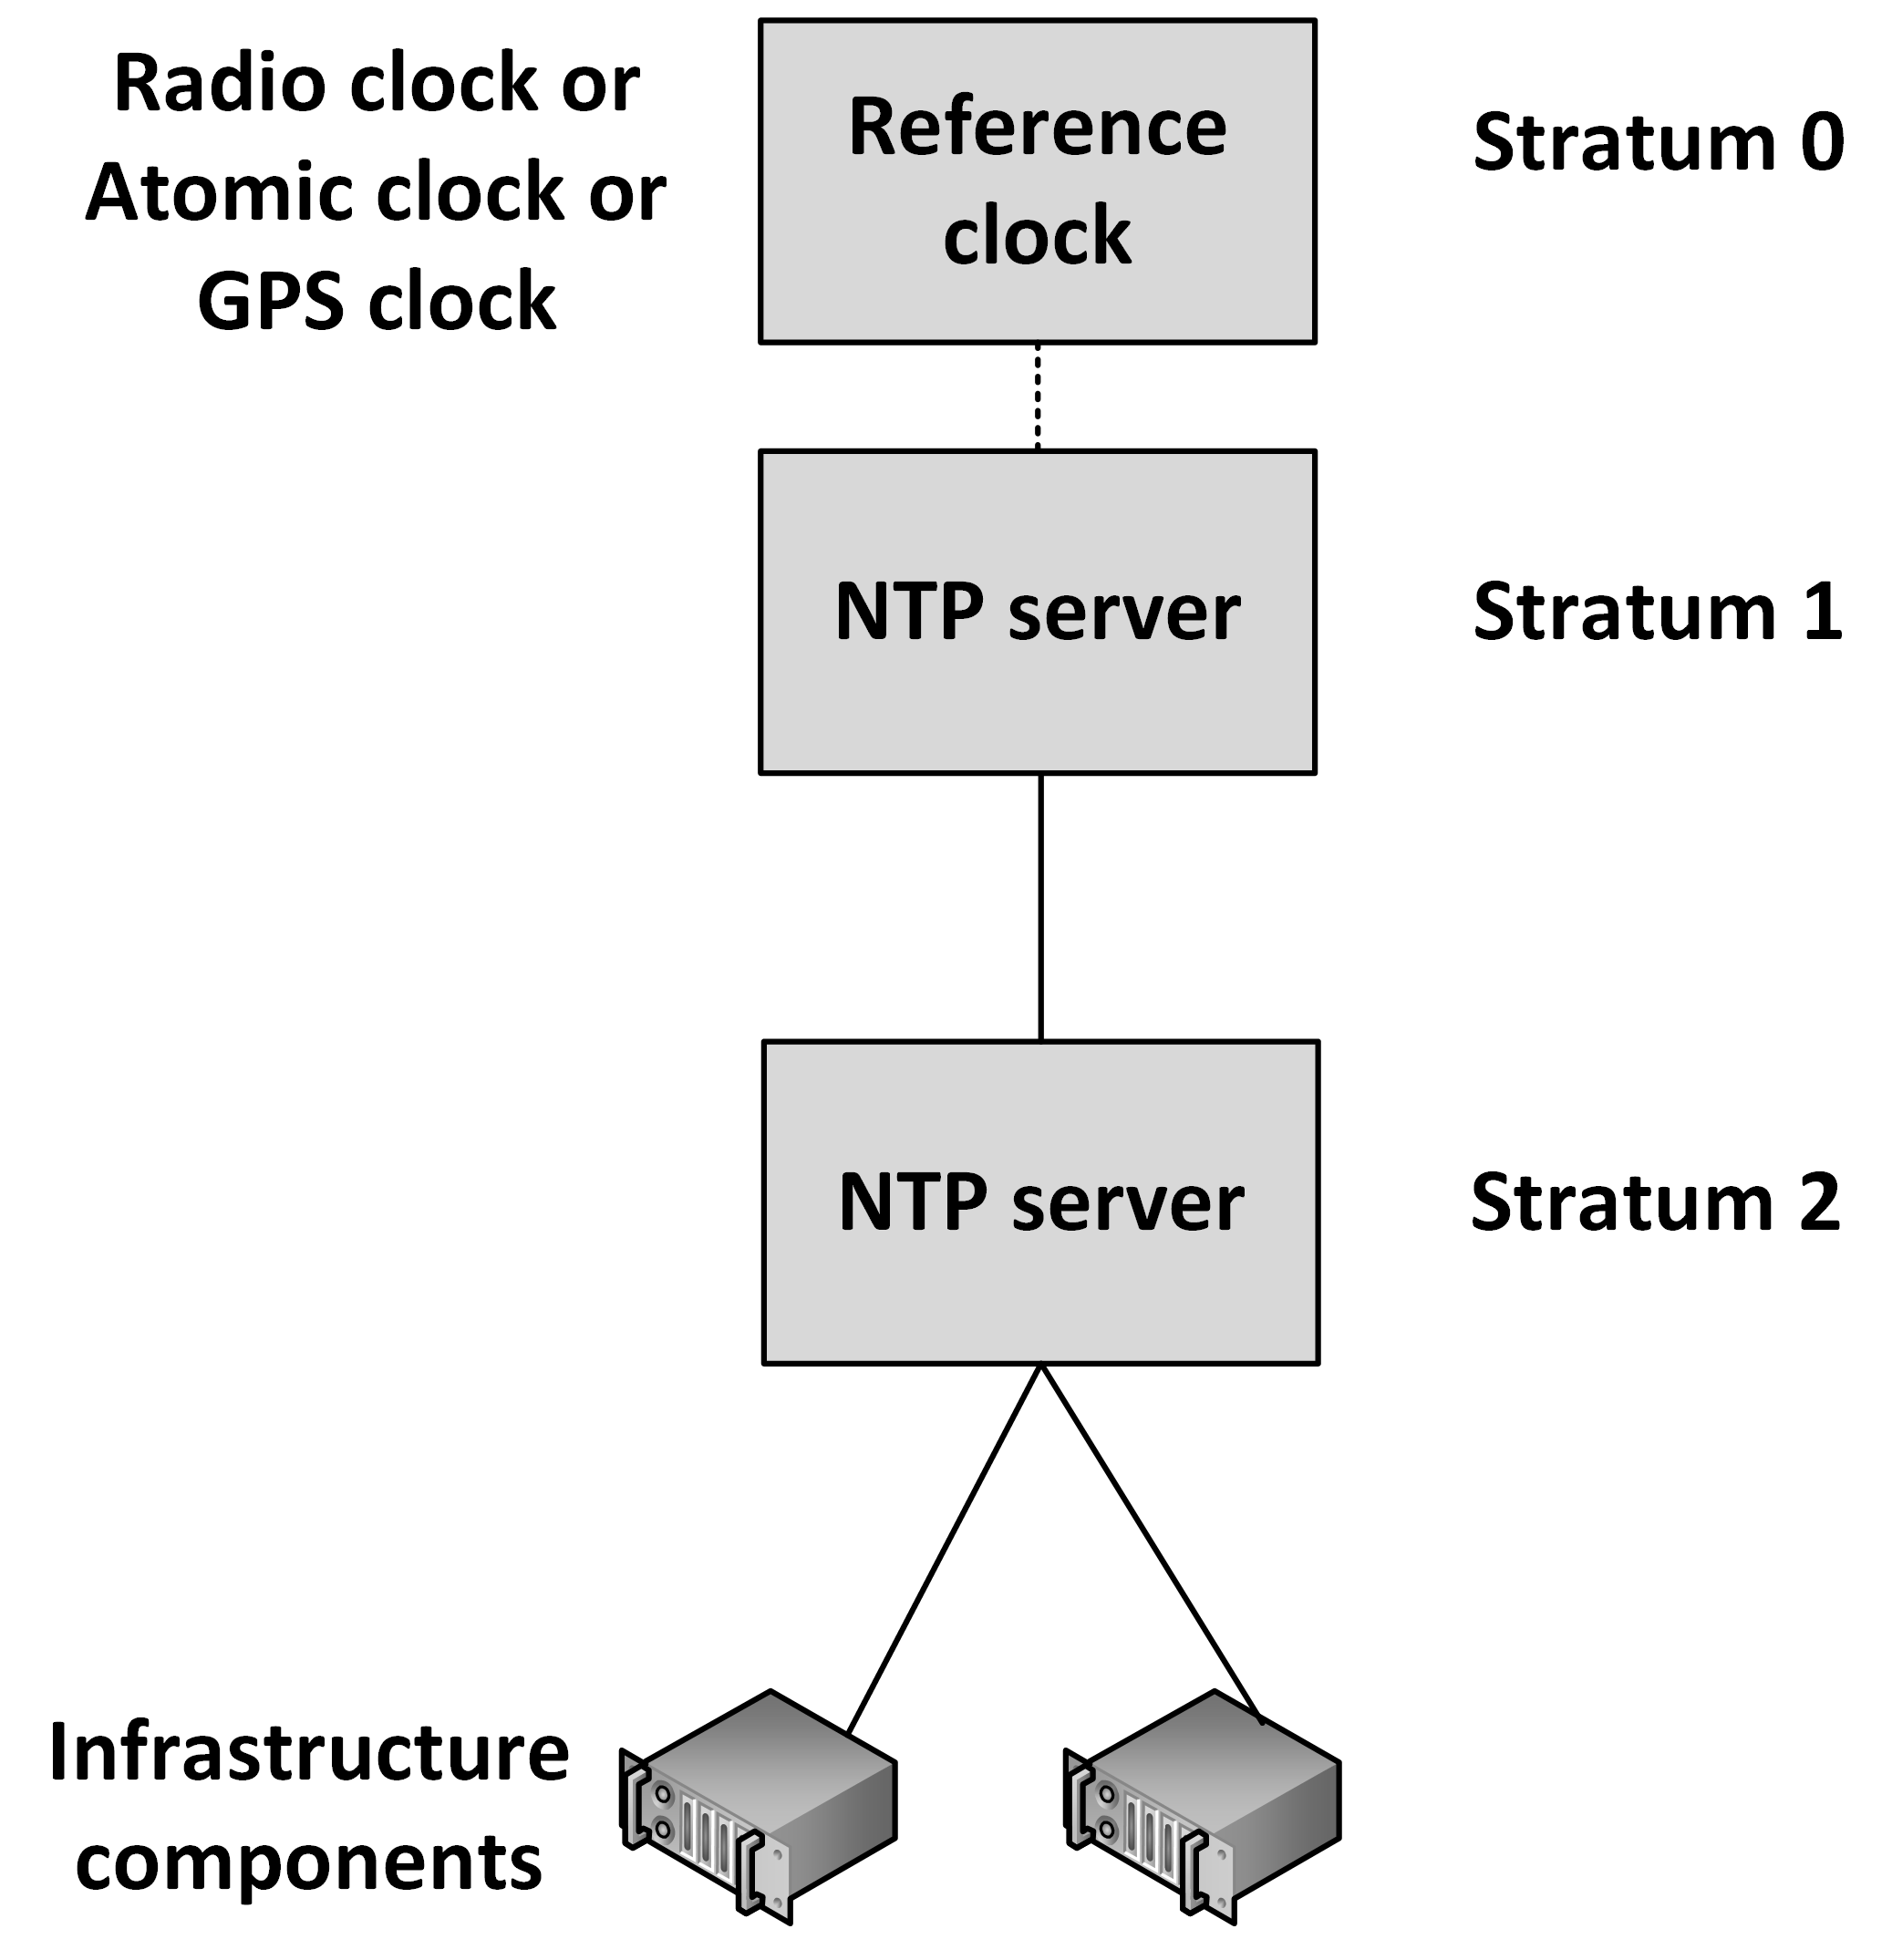 Radio clock or
Atomic clock or
GPS clock
Reference
clock
Stratum 0
NTP server
Stratum 1
NTP server
Stratum 2
Infrastructure
components